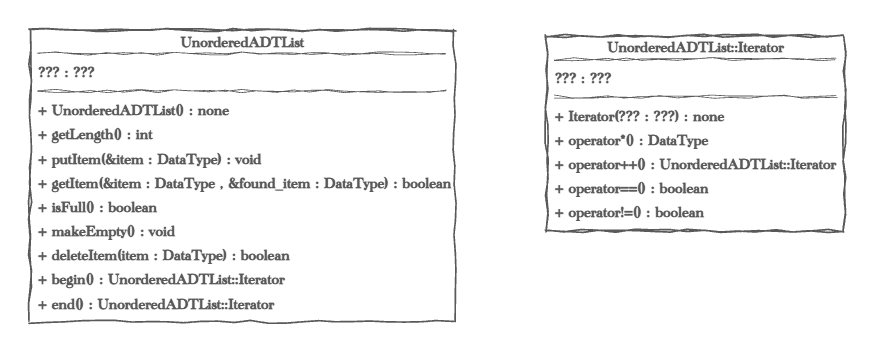 UnorderedADTList
??? : ???
+ UnorderedADTList() : none
+ getLength() : int
+ putItem(&item : DataType) : void
+ getItem(&item : DataType , &found_item : DataType) : boolean
+ isFull() : boolean
+ makeEmpty() : void
+ deleteItem(item : DataType) : boolean
+ begin() : UnorderedADTList::Iterator
+ end() : UnorderedADTList::Iterator
UnorderedADTList::Iterator
??? : ???
+ Iterator(??? : ???) : none
+ operator*() : DataType
+ operator++() : UnorderedADTList::Iterator
+ operator==() : boolean
+ operator!=() : boolean